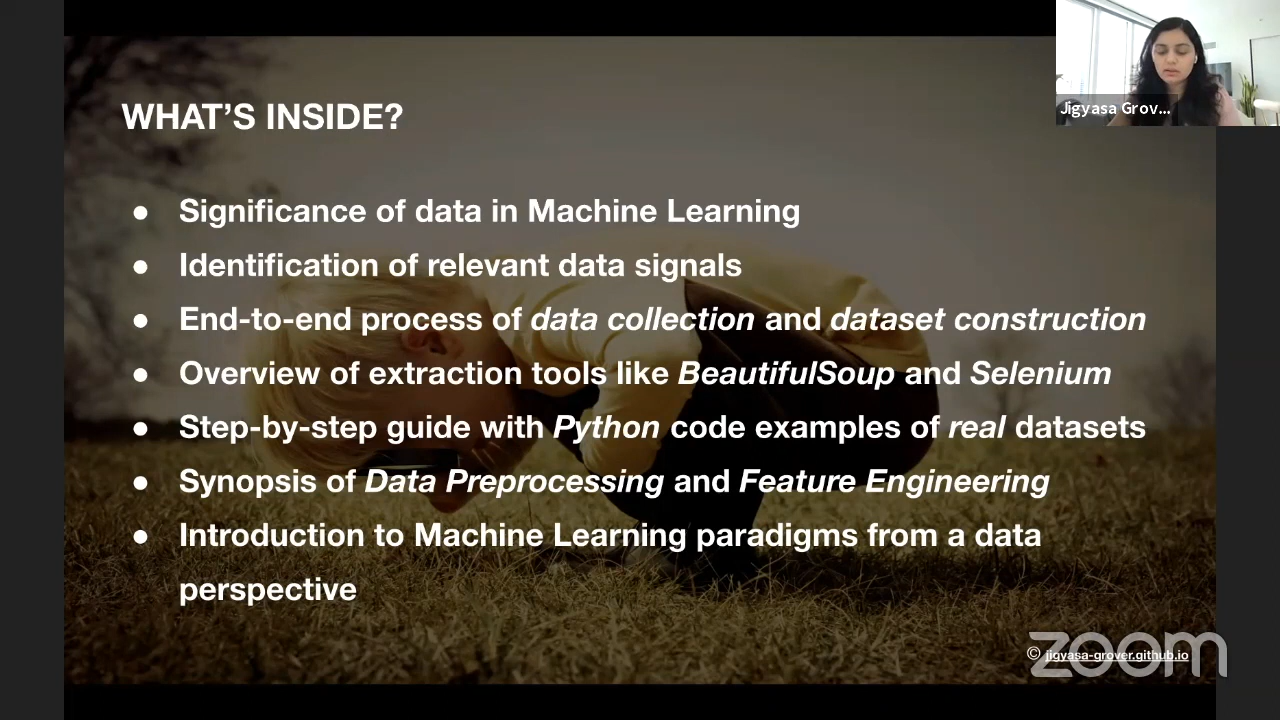 WHAT’S INSIDE?
Jigyasa Grov...
● Significance of data in Machine Learning
● Identification of relevant data signals
● End-to-end process of data collection and dataset construction
● Overview of extraction tools like BeautifulSoup and Selenium
● Step-by-step guide with Python code examples of real datasets
● Synopsis of Data Preprocessing and Feature Engineering
● Introduction to Machine Learning paradigms from a data
perspective
© jigyasa-grover.github.io
zoom